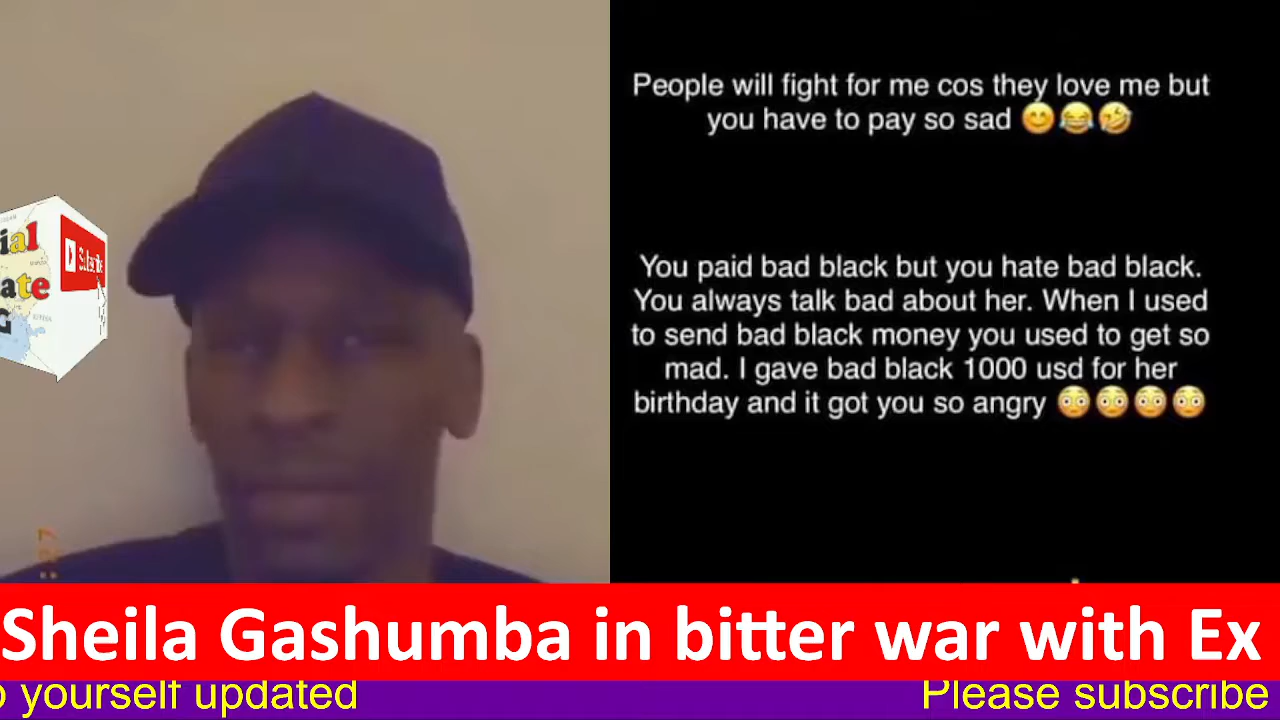 People will fight for me cos they love me but
you have to pay so sad 😊😂🤣
You paid bad black but you hate bad black.
You always talk bad about her. When I used
to send bad black money you used to get so
mad. I gave bad black 1000 usd for her
birthday and it got you so angry 😳😳😳😳
ial
ate
G
Subscribe
Sheila Gashumba in bitter war with Ex
o yourself updated
Please subscribe